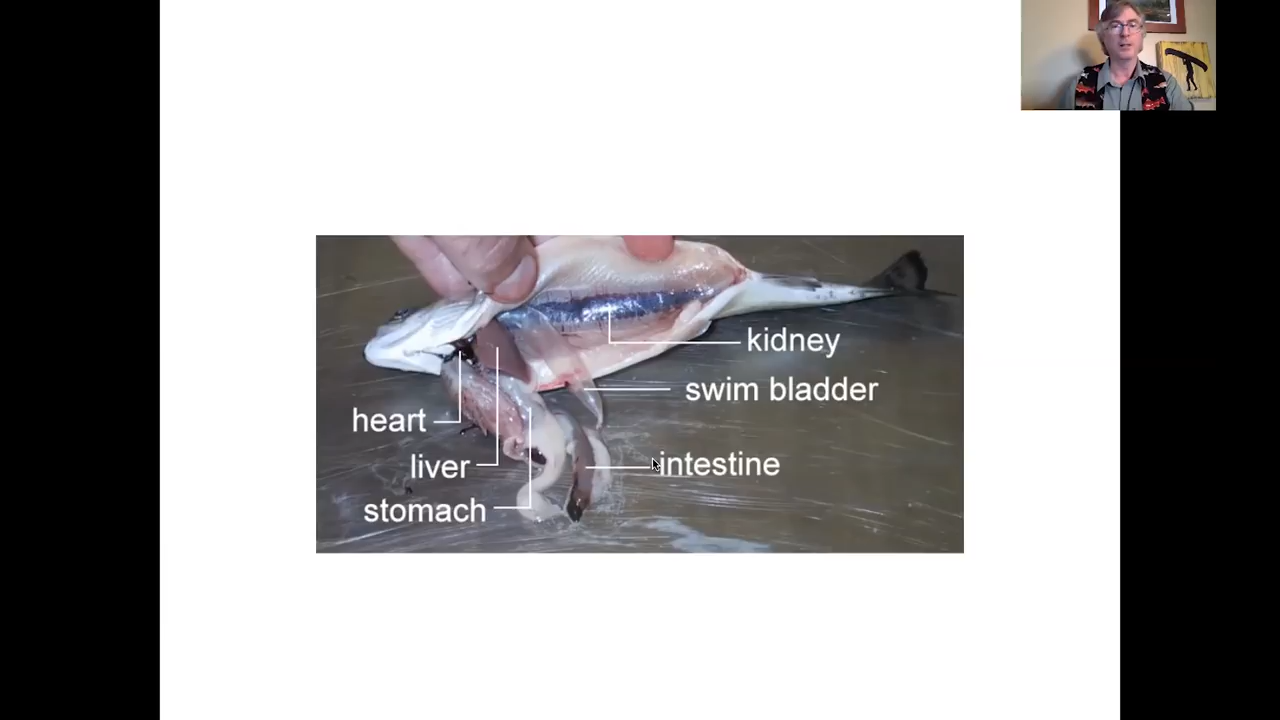 kidney
swim bladder
heart
intestine
liver
stomach